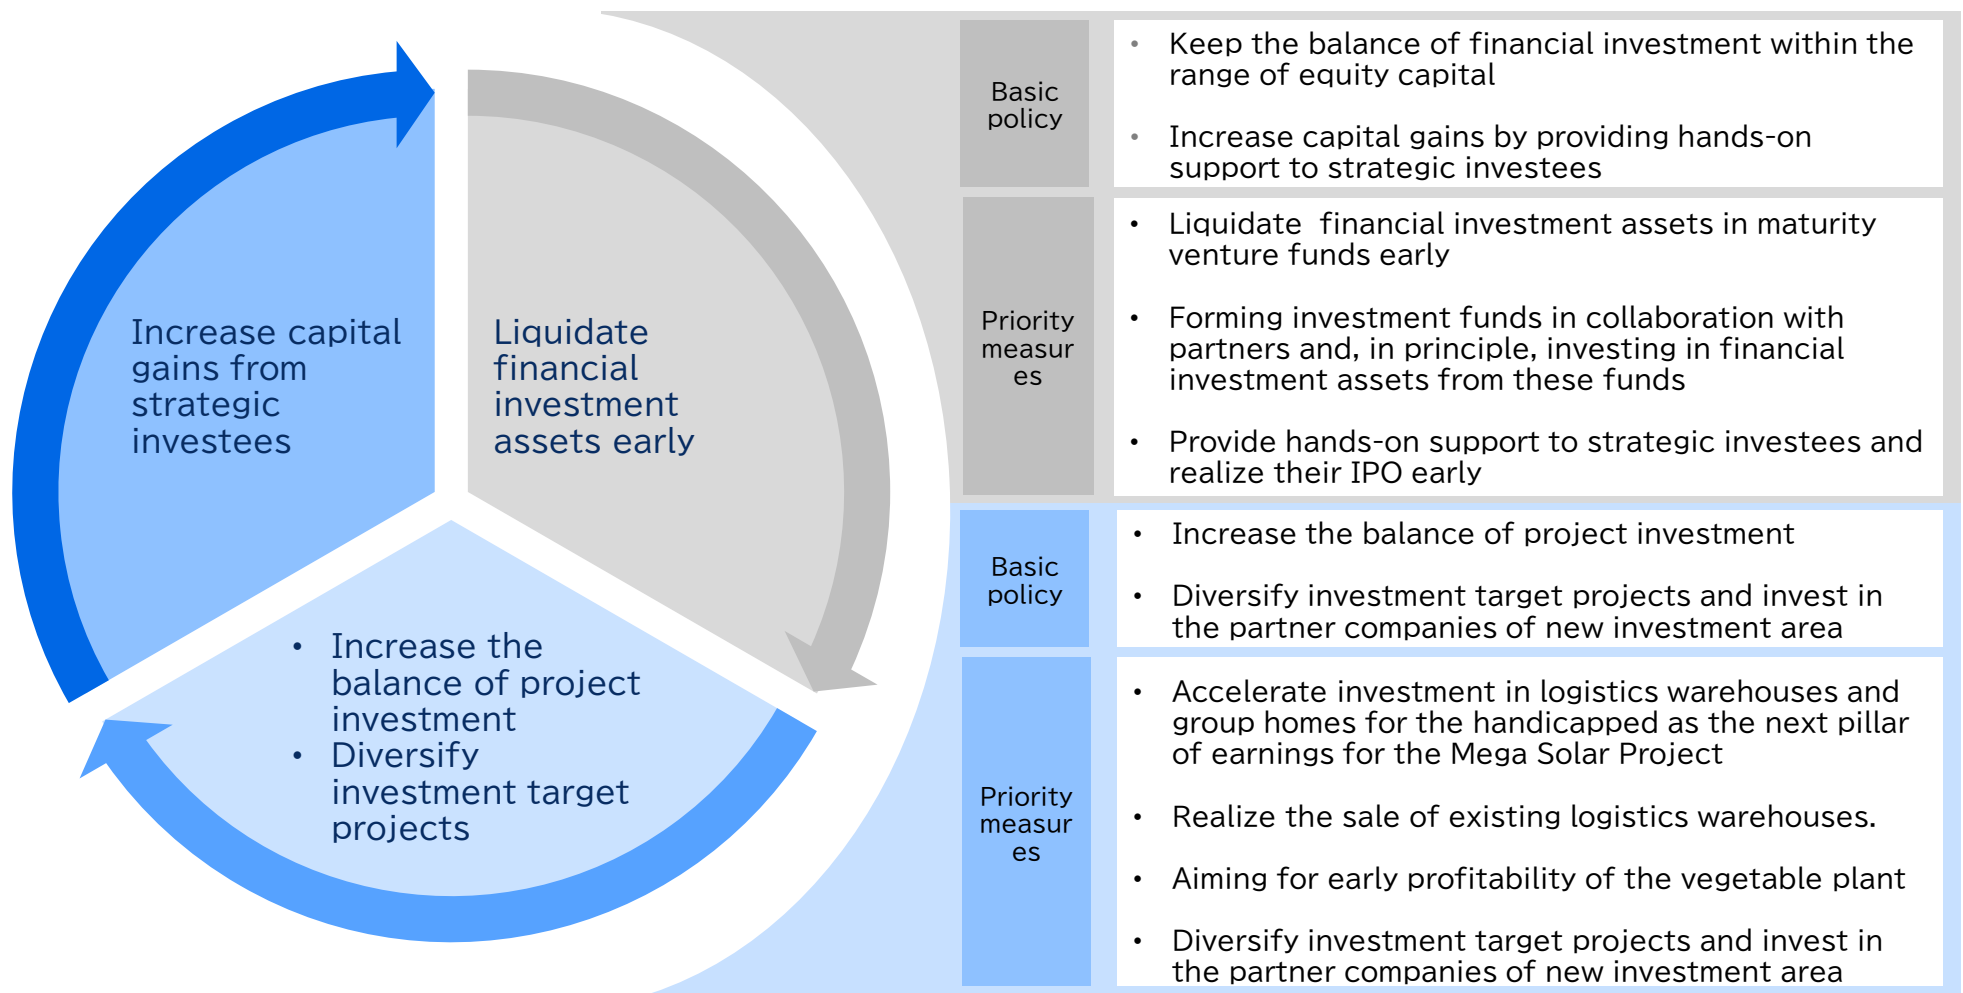 Increase capital
gains from
strategic
investees
Liquidate
financial
investment
assets early
• Increase the
balance of project
investment
• Diversify
investment target
projects
Basic
policy
• Keep the balance of financial investment within the
range of equity capital
• Increase capital gains by providing hands-on
support to strategic investees
Priority
measur
es
• Liquidate financial investment assets in maturity
venture funds early
• Forming investment funds in collaboration with
partners and, in principle, investing in financial
investment assets from these funds
• Provide hands-on support to strategic investees and
realize their IPO early
Basic
policy
• Increase the balance of project investment
• Diversify investment target projects and invest in
the partner companies of new investment area
Priority
measur
es
• Accelerate investment in logistics warehouses and
group homes for the handicapped as the next pillar
of earnings for the Mega Solar Project
• Realize the sale of existing logistics warehouses.
• Aiming for early profitability of the vegetable plant
• Diversify investment target projects and invest in
the partner companies of new investment area